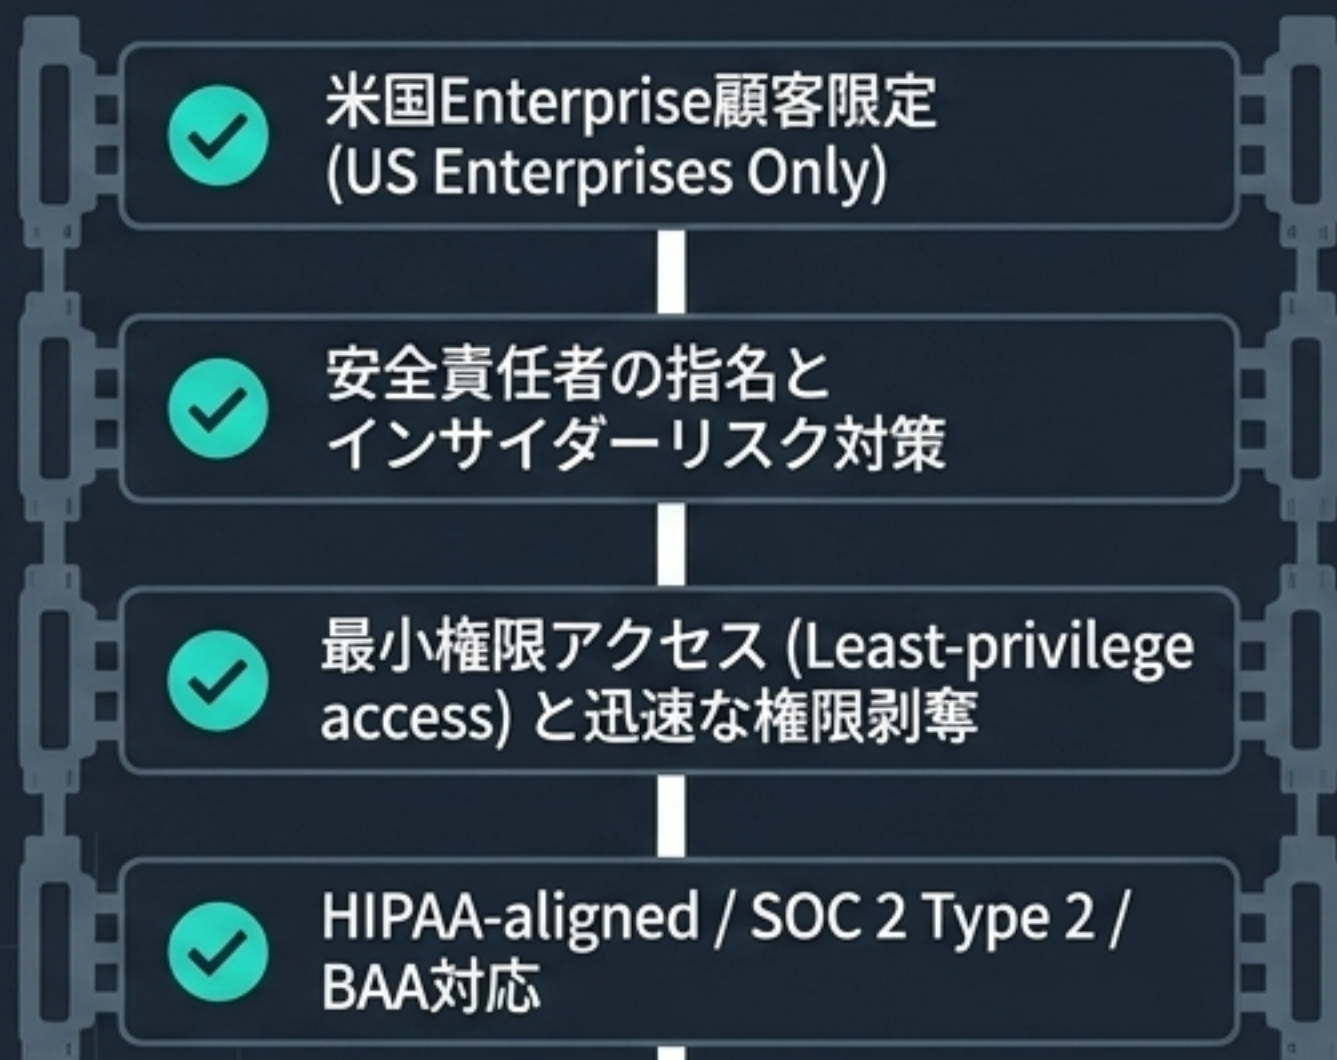 米国Enterprise顧客限定
(US Enterprises Only)
安全責任者の指名と
インサイダーリスク対策
最小権限アクセス (Least-privilege
access) と迅速な権限剥奪
HIPAA-aligned / SOC 2 Type 2 /
BAA対応